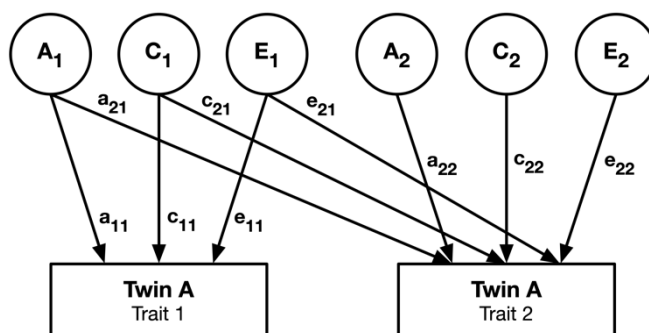 A1 C1 E1 A2 C2 E2
a21 c21 e21
a22 c22 e22
a11 c11 e11
Twin A Twin A
Trait 1 Trait 2